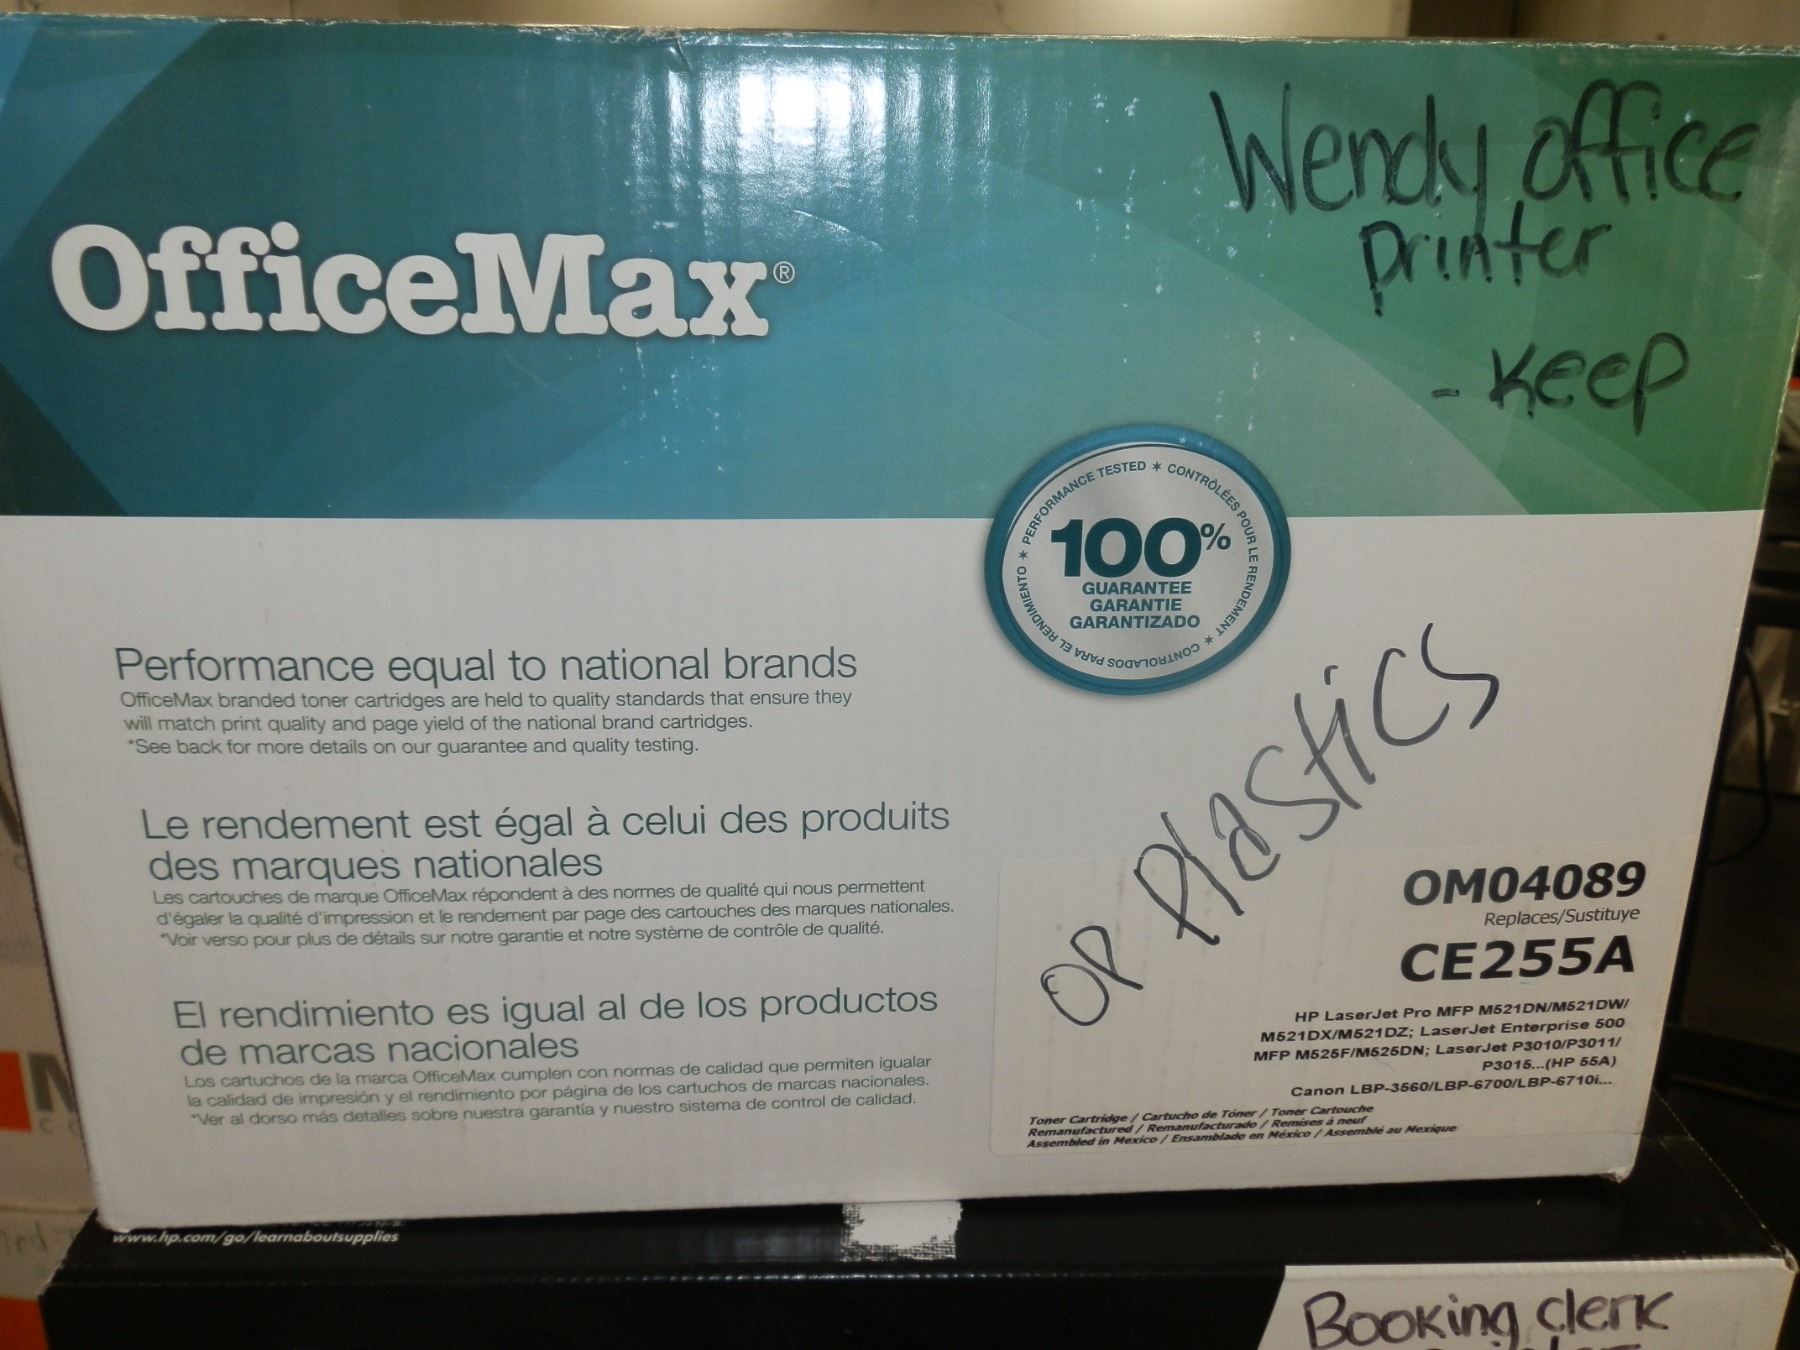 OfficeMax®
Wendy office
printer
- Keep
PERFORMANCE TESTED * CONTRÔLÉES POUR LE RENDEMENT * CONTROLADOS PARA EL RENDIMIENTO *
100%
GUARANTEE
GARANTIE
GARANTIZADO
Performance equal to national brands
OfficeMax branded toner cartridges are held to quality standards that ensure they
will match print quality and page yield of the national brand cartridges.
*See back for more details on our guarantee and quality testing.
Le rendement est égal à celui des produits
des marques nationales
Les cartouches de marque OfficeMax répondent à des normes de qualité qui nous permettent
d'égaler la qualité d'impression et le rendement par page des cartouches des marques nationales.
*Voir verso pour plus de détails sur notre garantie et notre système de contrôle de qualité.
El rendimiento es igual al de los productos
de marcas nacionales
Los cartuchos de la marca OfficeMax cumplen con normas de calidad que permiten igualar
la calidad de impresión y el rendimiento por página de los cartuchos de marcas nacionales.
*Ver al dorso más detalles sobre nuestra garantía y nuestro sistema de control de calidad.
OP Plastics
OM04089
Replaces/Sustituye
CE255A
HP LaserJet Pro MFP M521DN/M521DW/
M521DX/M521DZ; LaserJet Enterprise 500
MFP M525F/M525DN; LaserJet P3010/P3011/
P3015...(HP 55A)
Canon LBP-3560/LBP-6700/LBP-6710i...
Toner Cartridge / Cartucho de Tóner / Toner Cartouche
Remanufactured / Remanufacturado / Remises à neuf
Assembled in Mexico / Ensamblado en México / Assemblé au Mexique
www.hp.com/go/learnaboutsupplies
Booking clerk